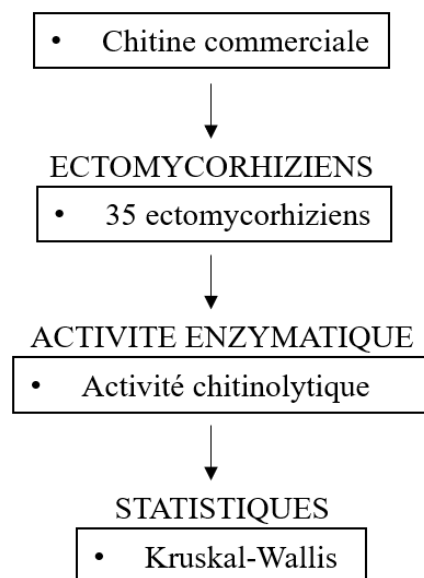 • Chitine commerciale
ECTOMYCORHIZIENS
• 35 ectomycorhiziens
ACTIVITE ENZYMATIQUE
• Activité chitinolytique
STATISTIQUES
• Kruskal-Wallis